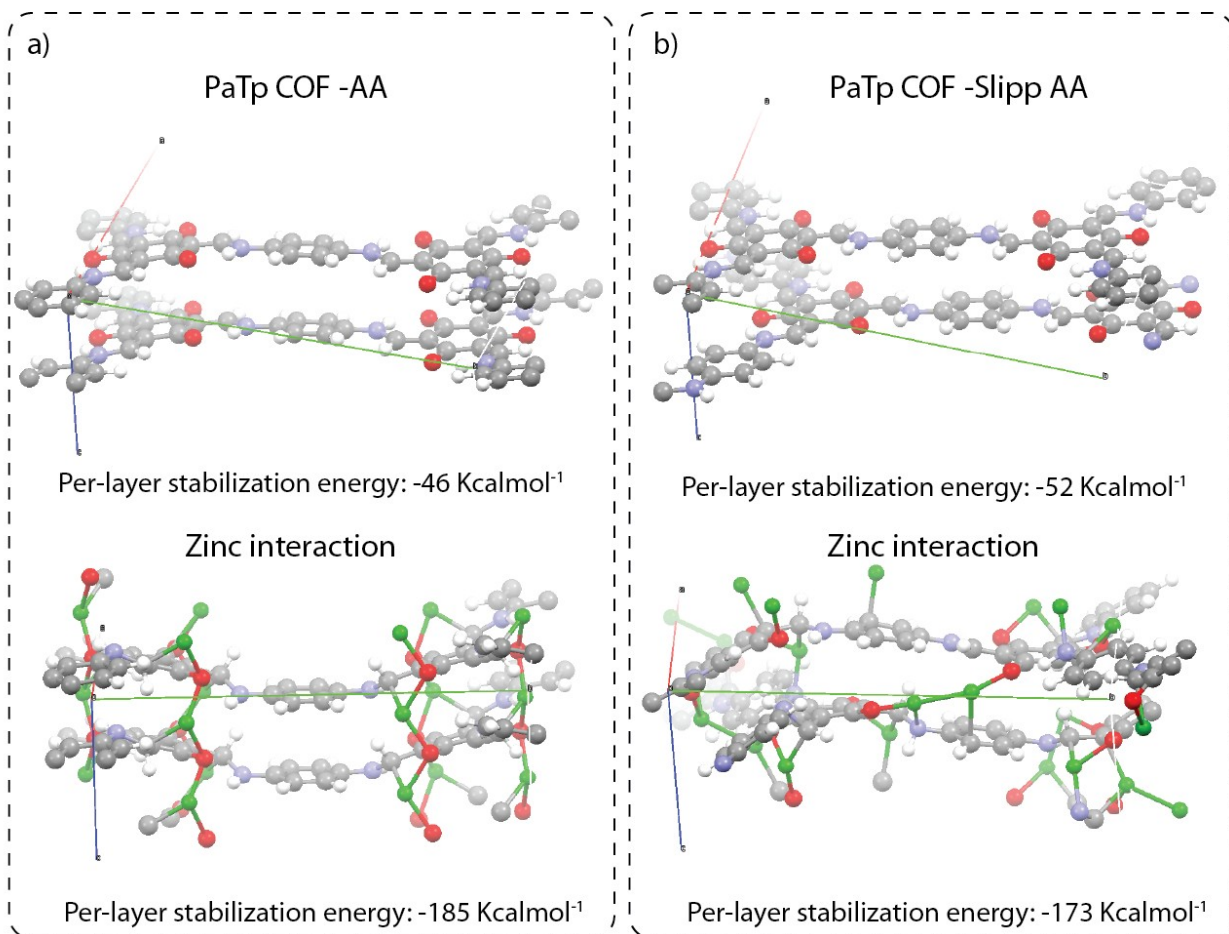 a)
PaTp COF -AA
Per-layer stabilization energy: -46 Kcalmol⁻¹
Zinc interaction
Per-layer stabilization energy: -185 Kcalmol⁻¹
b)
PaTp COF -Slipp AA
Per-layer stabilization energy: -52 Kcalmol⁻¹
Zinc interaction
Per-layer stabilization energy: -173 Kcalmol⁻¹